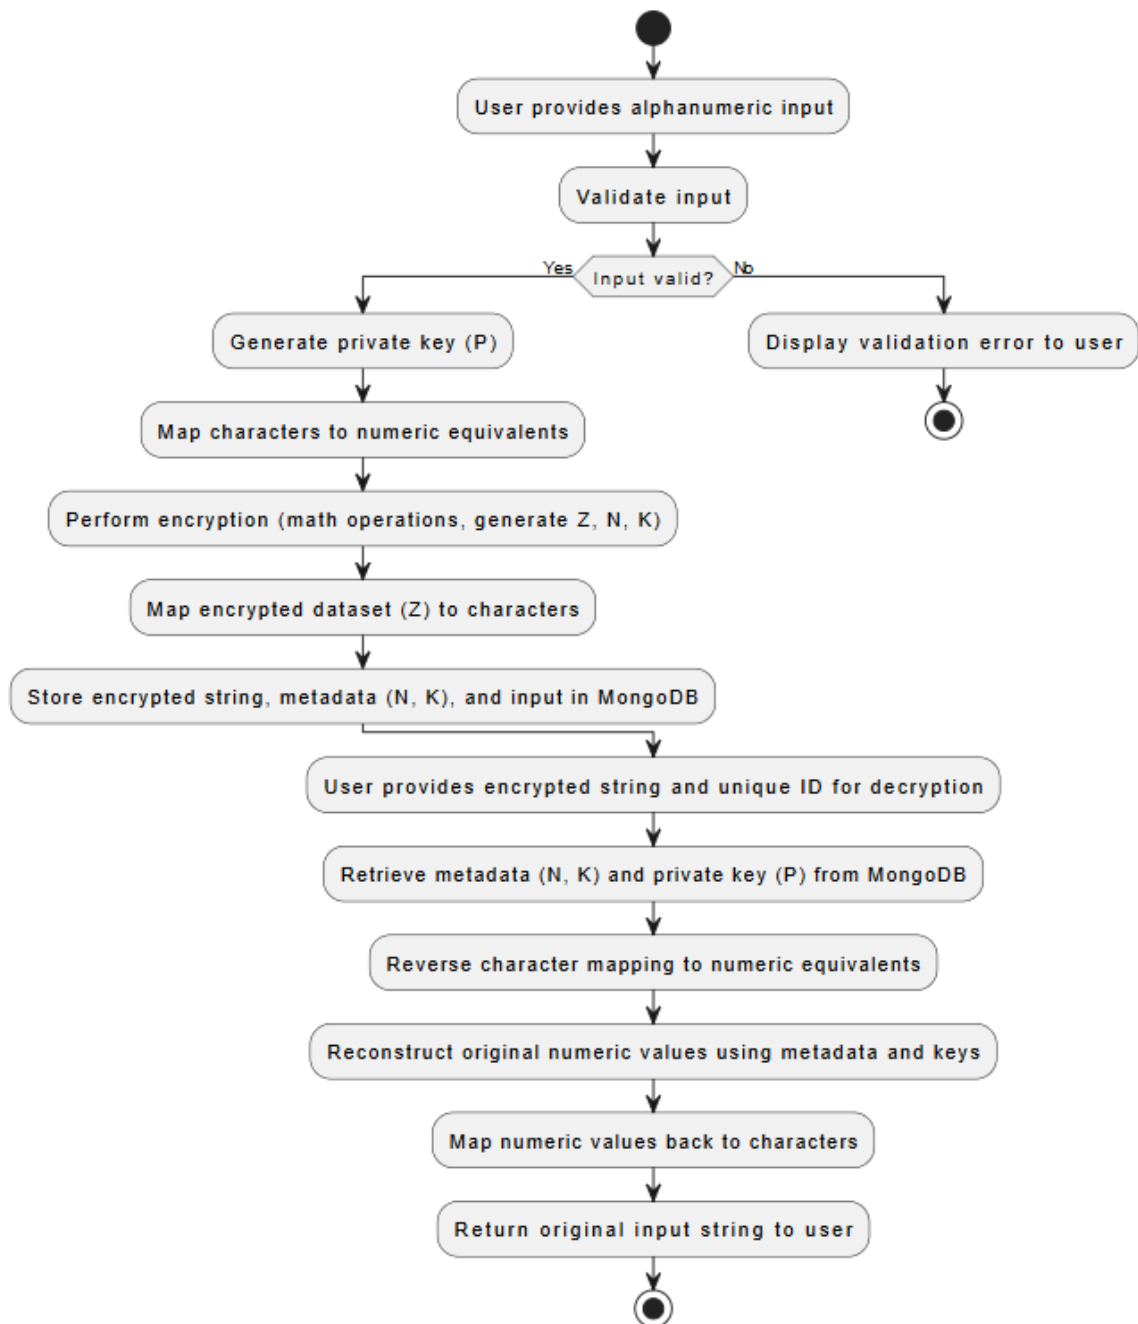 User provides alphanumeric input
Validate input
Yes
Input valid?
No
Generate private key (P)
Display validation error to user
Map characters to numeric equivalents
Perform encryption (math operations, generate Z, N, K)
Map encrypted dataset (Z) to characters
Store encrypted string, metadata (N, K), and input in MongoDB
User provides encrypted string and unique ID for decryption
Retrieve metadata (N, K) and private key (P) from MongoDB
Reverse character mapping to numeric equivalents
Reconstruct original numeric values using metadata and keys
Map numeric values back to characters
Return original input string to user